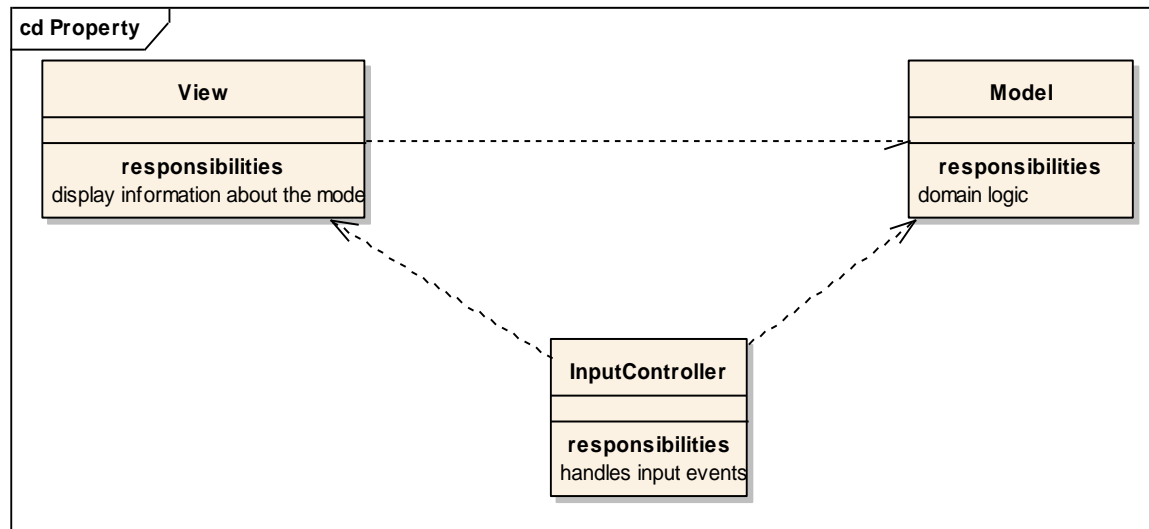 cd Property
View
responsibilities
display information about the mode
Model
responsibilities
domain logic
InputController
responsibilities
handles input events